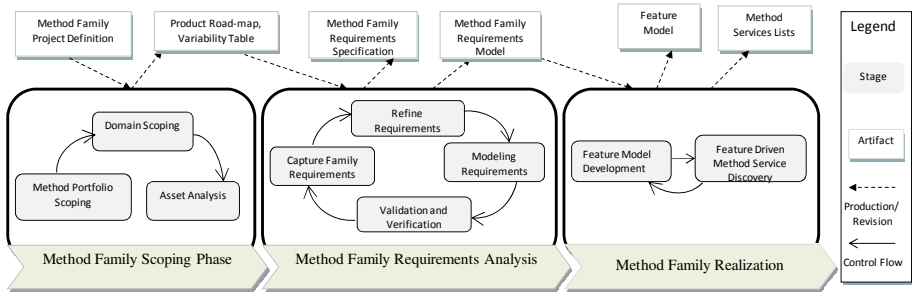 Method Family
Project Definition
Product Road-map,
Variability Table
Method Family
Requirements
Specification
Method Family
Requirements
Model
Feature
Model
Method
Services Lists
Domain Scoping
Method Portfolio
Scoping
Asset Analysis
Refine
Requirements
Capture Family
Requirements
Modeling
Requirements
Validation and
Verification
Feature Model
Development
Feature Driven
Method Service
Discovery
Method Family Scoping Phase
Method Family Requirements Analysis
Method Family Realization
Legend
Stage
Artifact
Production/
Revision
Control Flow